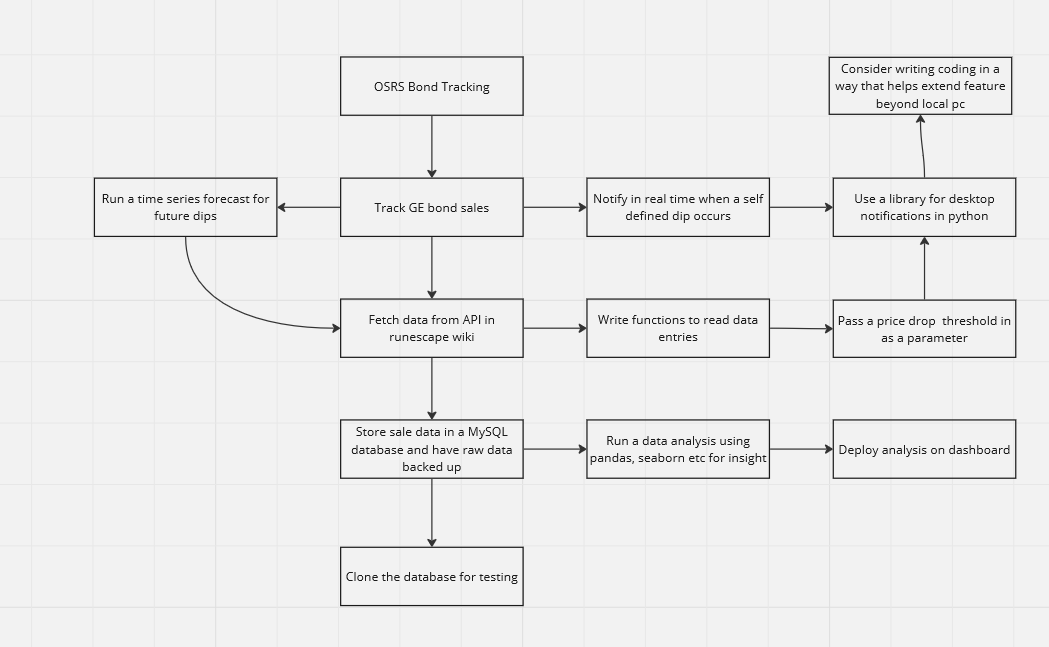 OSRS Bond Tracking
Consider writing coding in a
way that helps extend feature
beyond local pc
Run a time series forecast for
future dips
Track GE bond sales
Notify in real time when a self
defined dip occurs
Use a library for desktop
notifications in python
Fetch data from API in
runescape wiki
Write functions to read data
entries
Pass a price drop  threshold in
as a parameter
Store sale data in a MySQL
database and have raw data
backed up
Run a data analysis using
pandas, seaborn etc for insight
Deploy analysis on dashboard
Clone the database for testing